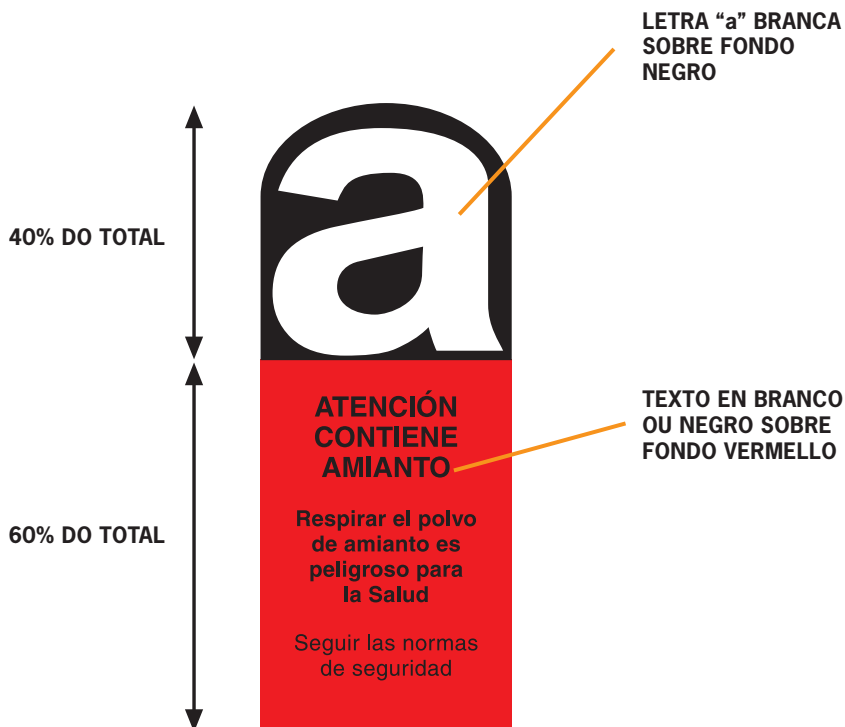 LETRA “a” BRANCA
SOBRE FONDO
NEGRO
a
40% DO TOTAL
ATENCIÓN
CONTIENE
AMIANTO
TEXTO EN BRANCO
OU NEGRO SOBRE
FONDO VERMELLO
Respirar el polvo
de amianto es
peligroso para
la Salud
60% DO TOTAL
Seguir las normas
de seguridad